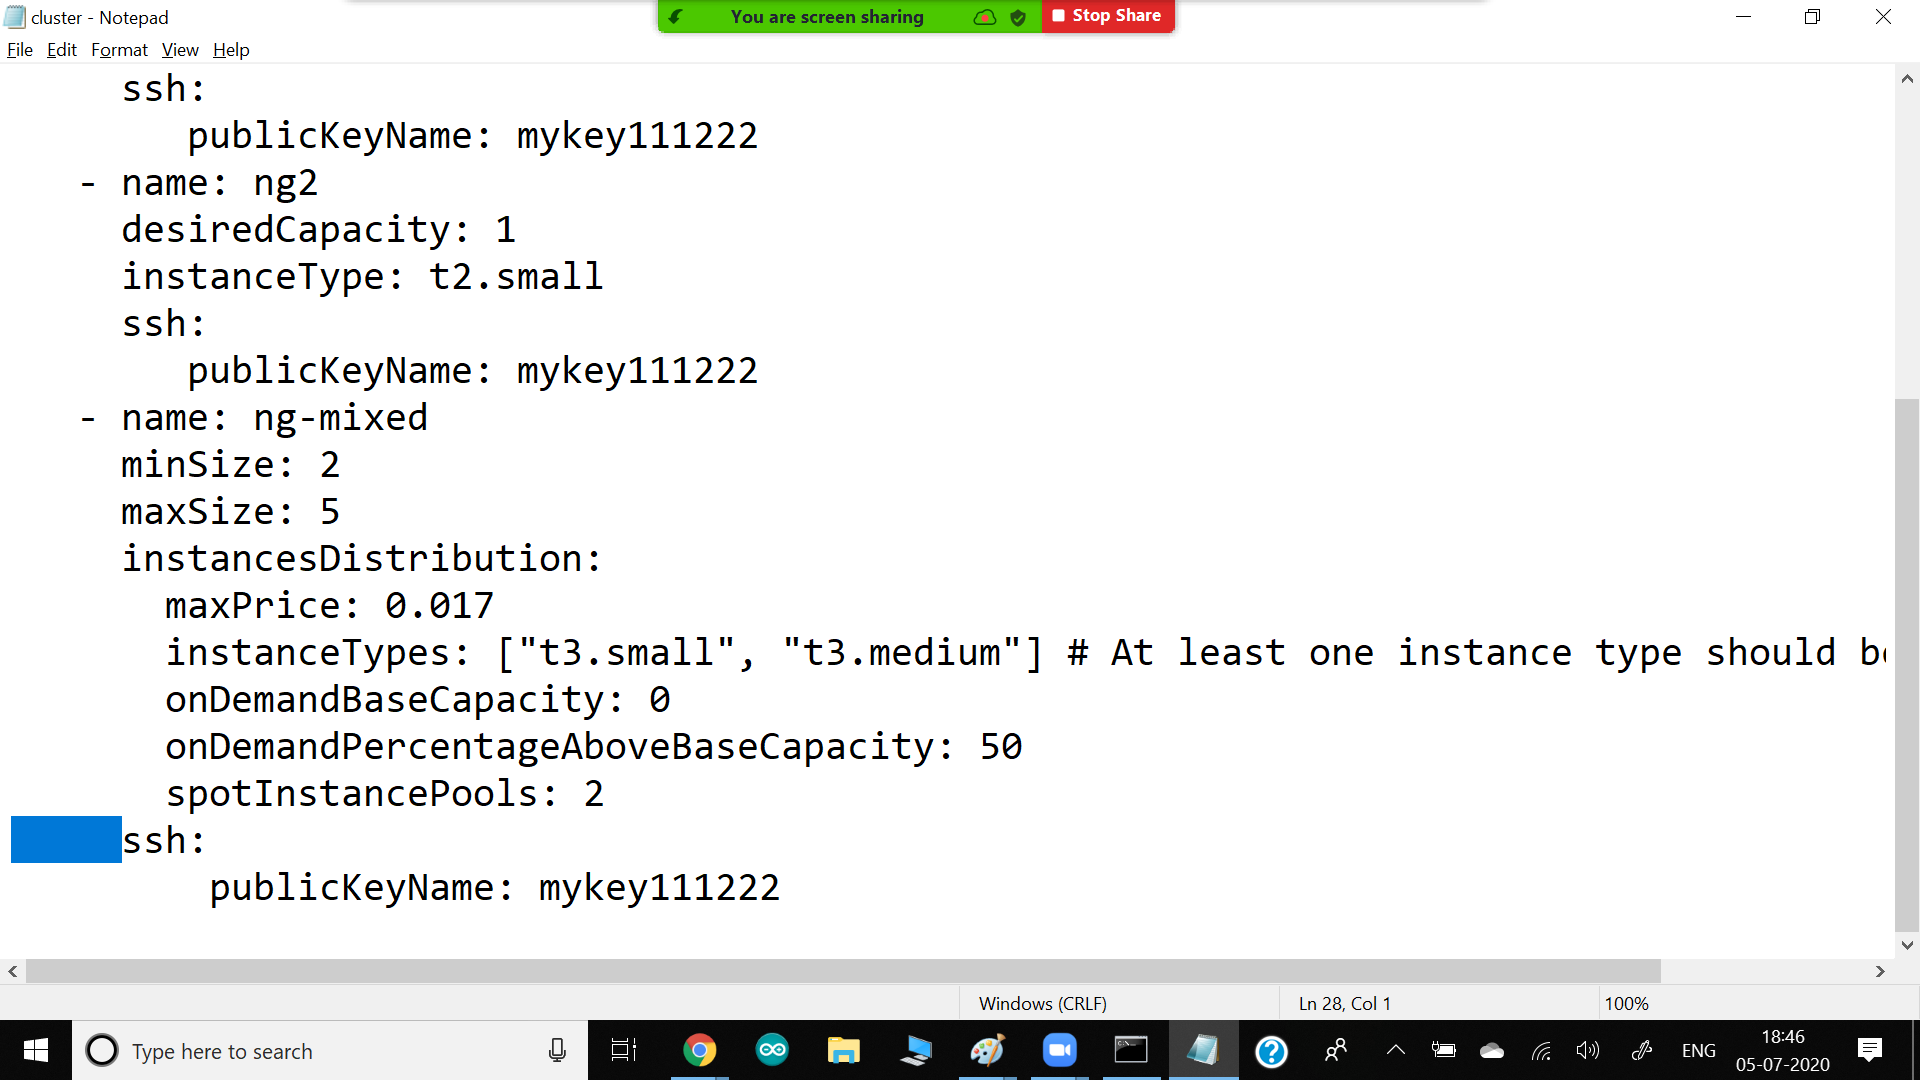 cluster - Notepad
You are screen sharing
Stop Share
File Edit Format View Help
ssh:
publicKeyName: mykey111222
- name: ng2
desiredCapacity: 1
instanceType: t2.small
ssh:
publicKeyName: mykey111222
- name: ng-mixed
minSize: 2
maxSize: 5
instancesDistribution:
maxPrice: 0.017
instanceTypes: ["t3.small", "t3.medium"] # At least one instance type should
onDemandBaseCapacity: 0
onDemandPercentageAboveBaseCapacity: 50
spotInstancePools: 2
ssh:
publicKeyName: mykey111222
Windows (CRLF)
Ln 28, Col 1
100%
Type here to search
ENG
18:46
05-07-2020